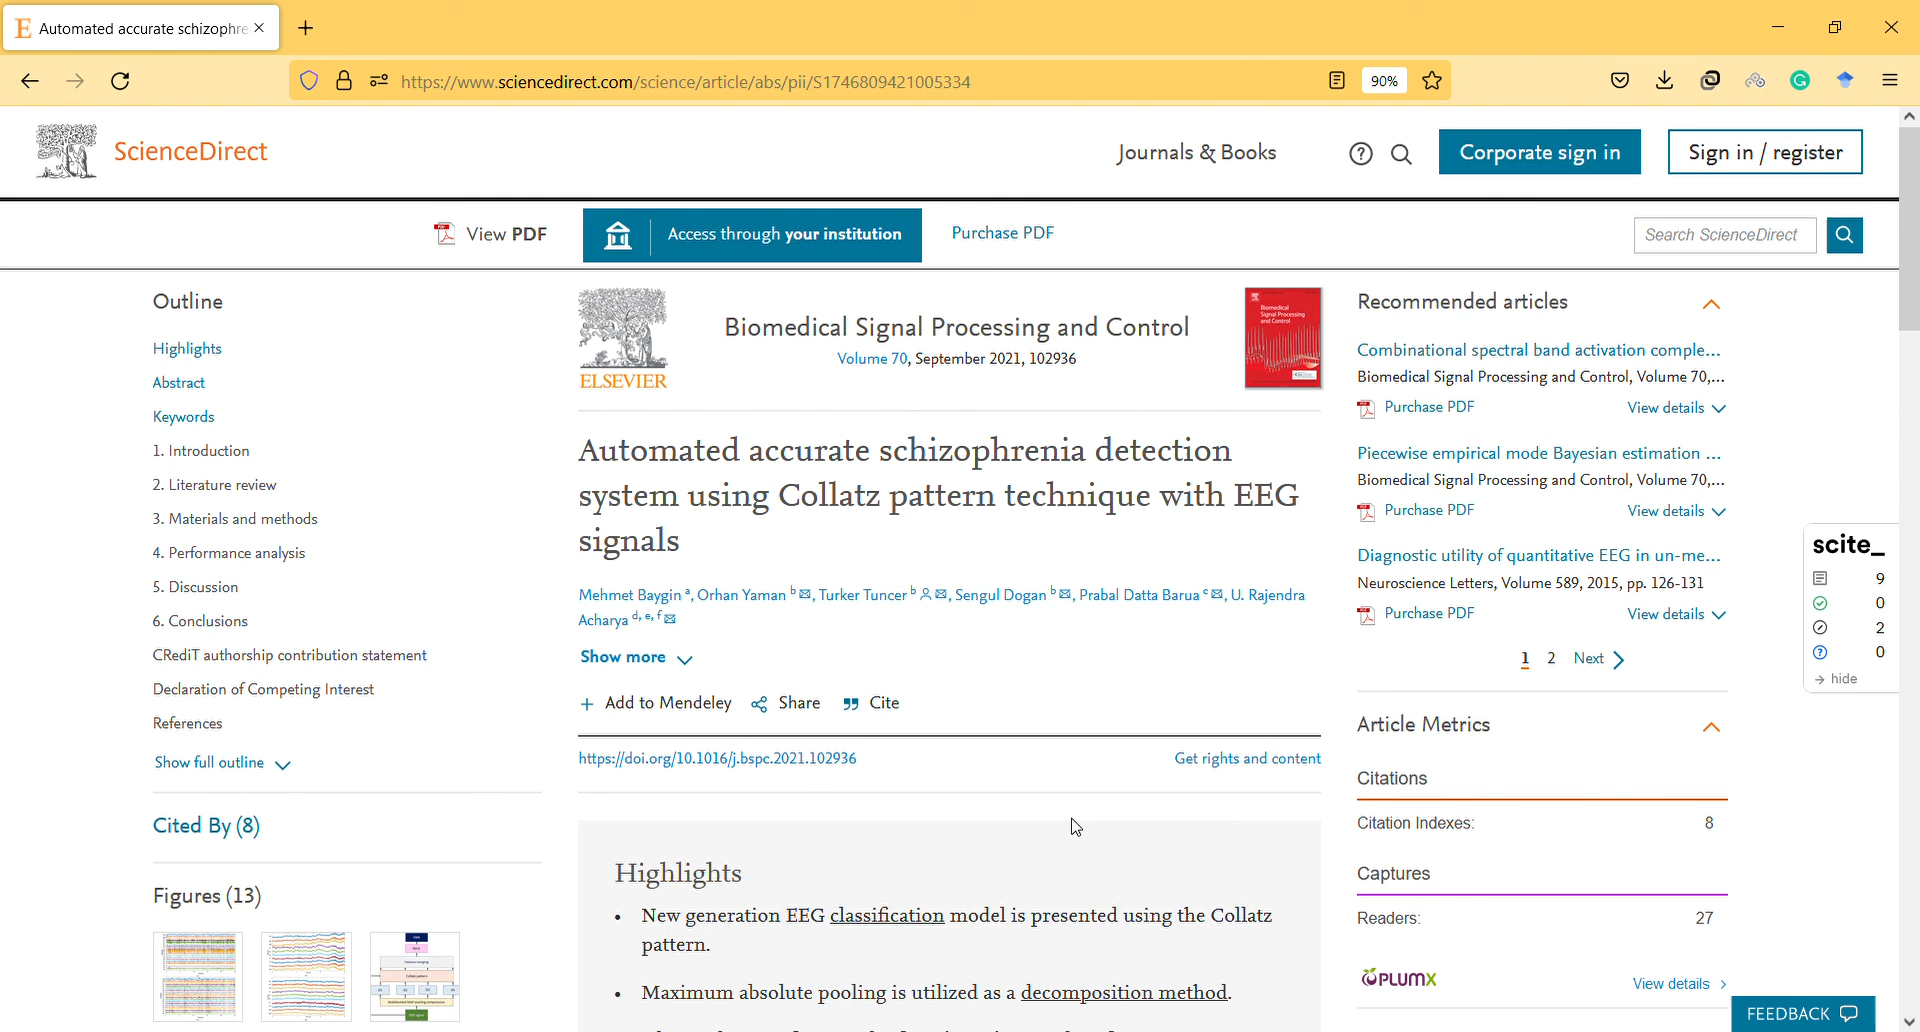 Automated accurate schizophre
https://www.sciencedirect.com/science/article/abs/pii/S1746809421005334
90%
ScienceDirect
Journals & Books
Corporate sign in
Sign in / register
View PDF
Access through your institution
Purchase PDF
Search ScienceDirect
Outline
Highlights
Abstract
Keywords
1. Introduction
2. Literature review
3. Materials and methods
4. Performance analysis
5. Discussion
6. Conclusions
CRediT authorship contribution statement
Declaration of Competing Interest
References
Show full outline
Cited By (8)
Figures (13)
ELSEVIER
Biomedical Signal Processing and Control
Volume 70, September 2021, 102936
Biomedical
Signal Processing
and Control
Automated accurate schizophrenia detection
system using Collatz pattern technique with EEG
signals
Mehmet Baygin a, Orhan Yaman b, Turker Tuncer b, Sengul Dogan b, Prabal Datta Barua c, U. Rajendra
Acharya d, e, f
Show more
Add to Mendeley Share Cite
https://doi.org/10.1016/j.bspc.2021.102936
Get rights and content
Highlights
• New generation EEG classification model is presented using the Collatz
pattern.
• Maximum absolute pooling is utilized as a decomposition method.
Recommended articles
Combinational spectral band activation comple...
Biomedical Signal Processing and Control, Volume 70,...
Purchase PDF View details
Piecewise empirical mode Bayesian estimation ...
Biomedical Signal Processing and Control, Volume 70,...
Purchase PDF View details
Diagnostic utility of quantitative EEG in un-me...
Neuroscience Letters, Volume 589, 2015, pp. 126-131
Purchase PDF View details
1 2 Next
Article Metrics
Citations
Citation Indexes: 8
Captures
Readers: 27
PLUMX
View details
scite_
9
0
2
0
hide
FEEDBACK